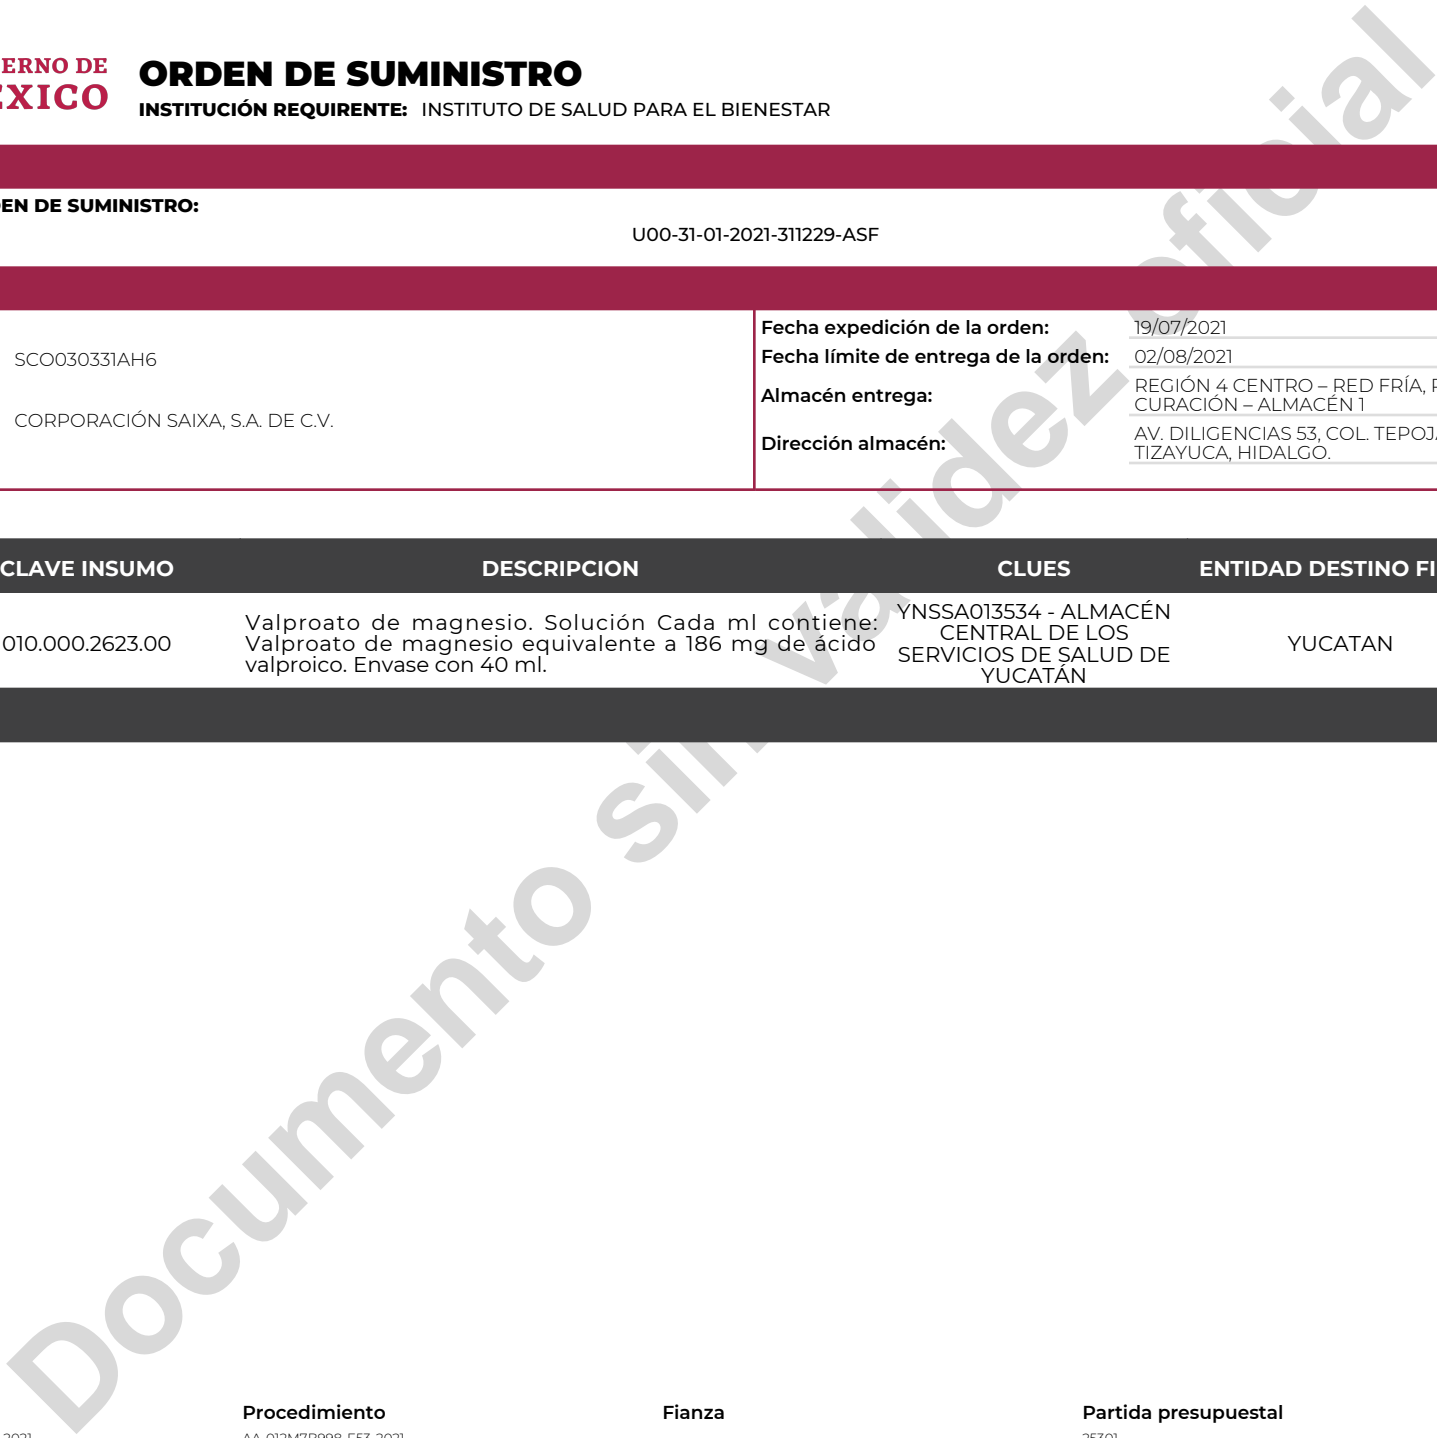 ERNO DE
ORDEN DE SUMINISTRO
INSTITUCIÓN REQUIRENTE: INSTITUTO DE SALUD PARA EL BIENESTAR
EN DE SUMINISTRO:
U00-31-01-2021-311229-ASF
SCO030331AH6
CORPORACIÓN SAIXA, S.A. DE C.V.
Fecha expedición de la orden: 19/07/2021
Fecha límite de entrega de la orden: 02/08/2021
Almacén entrega: REGIÓN 4 CENTRO – RED FRÍA,
CURACIÓN – ALMACÉN 1
Dirección almacén: AV. DILIGENCIAS 53, COL. TEPOJ
TIZAYUCA, HIDALGO.
CLAVE INSUMO DESCRIPCION CLUES ENTIDAD DESTINO FI
010.000.2623.00
Valproato de magnesio. Solución Cada ml contiene:
Valproato de magnesio equivalente a 186 mg de ácido
valproico. Envase con 40 ml.
YNSSA013534 - ALMACÉN
CENTRAL DE LOS
SERVICIOS DE SALUD DE
YUCATÁN
YUCATAN
Documento sin validez oficial
Procedimiento Fianza Partida presupuestal